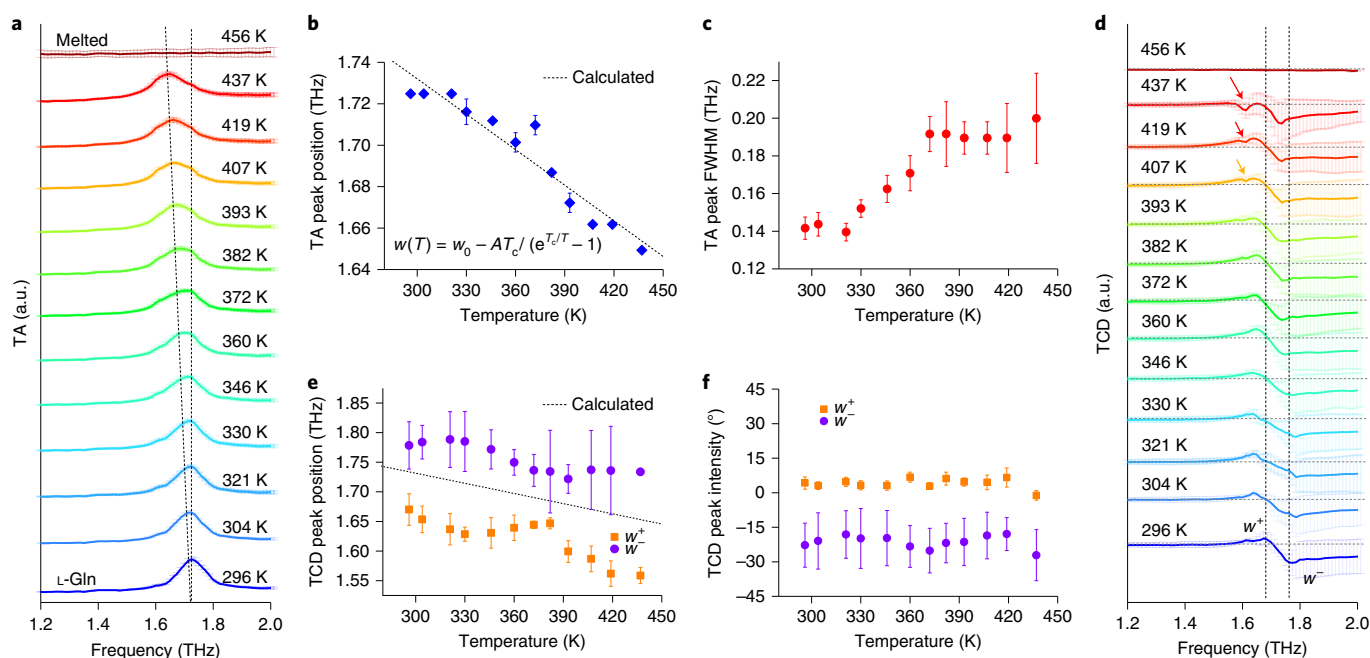 a
Melted
456 K
437 K
419 K
407 K
393 K
382 K
372 K
360 K
346 K
330 K
321 K
304 K
296 K
L-Gln
TA (a.u.)
1.2 1.4 1.6 1.8 2.0
Frequency (THz)
b
1.74
1.72
1.70
1.68
1.66
1.64
TA peak position (THz)
Calculated
w(T) = w₀ − AT_c / (e^{T_c/T} − 1)
300 330 360 390 420 450
Temperature (K)
c
0.22
0.20
0.18
0.16
0.14
0.12
TA peak FWHM (THz)
300 330 360 390 420 450
Temperature (K)
d
456 K
437 K
419 K
407 K
393 K
382 K
372 K
360 K
346 K
330 K
321 K
304 K
296 K
w⁺
w⁻
TCD (a.u.)
1.2 1.4 1.6 1.8 2.0
Frequency (THz)
e
1.85
1.80
1.75
1.70
1.65
1.60
1.55
TCD peak position (THz)
Calculated
w⁺
w⁻
300 330 360 390 420 450
Temperature (K)
f
45
30
15
0
−15
−30
−45
TCD peak intensity (°)
w⁺
w⁻
300 330 360 390 420 450
Temperature (K)